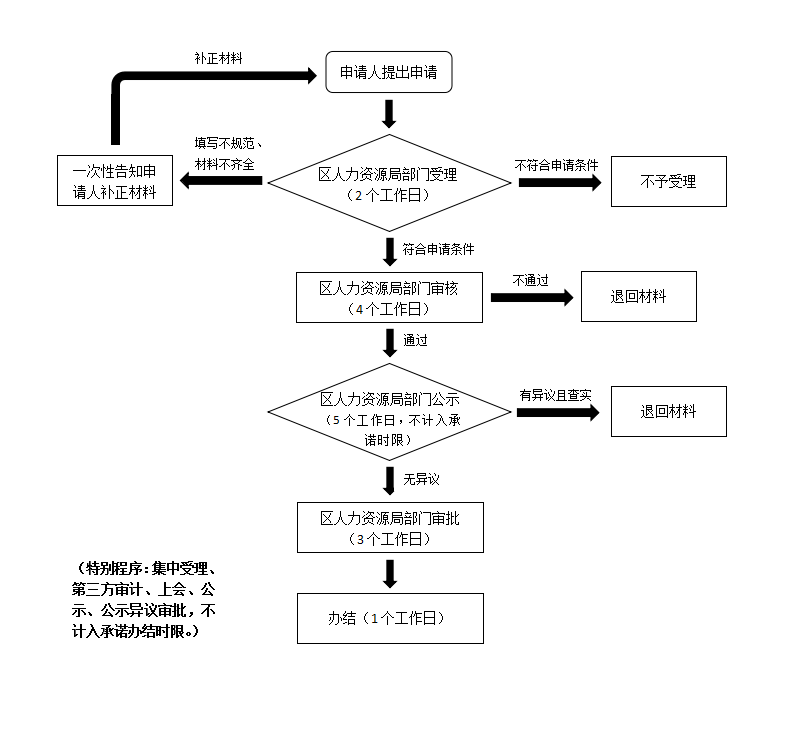 补正材料
申请人提出申请
填写不规范、
材料不齐全
一次性告知申
请人补正材料
区人力资源局部门受理
（2个工作日）
不符合申请条件
不予受理
符合申请条件
区人力资源局部门审核
（4个工作日）
不通过
退回材料
通过
区人力资源局部门公示
（5个工作日，不计入承
诺时限）
有异议且查实
退回材料
无异议
区人力资源局部门审批
（3个工作日）
（特别程序：集中受理、
第三方审计、上会、公
示、公示异议审批，不
计入承诺办结时限。）
办结（1个工作日）